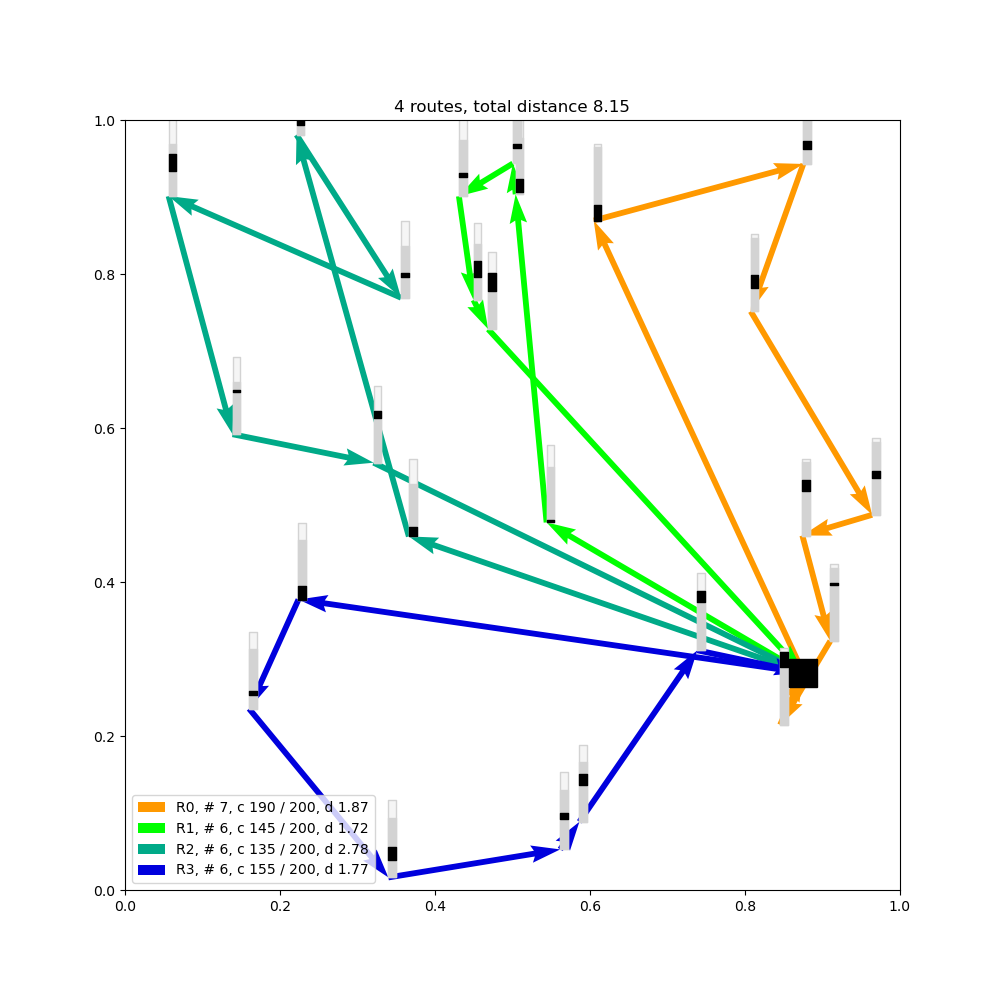 4 routes, total distance 8.15
1.0
0.8
0.6
0.4
0.2
0.0
R0, # 7, c 190 / 200, d 1.87
R1, # 6, c 145 / 200, d 1.72
R2, # 6, c 135 / 200, d 2.78
R3, # 6, c 155 / 200, d 1.77
0.0 0.2 0.4 0.6 0.8 1.0